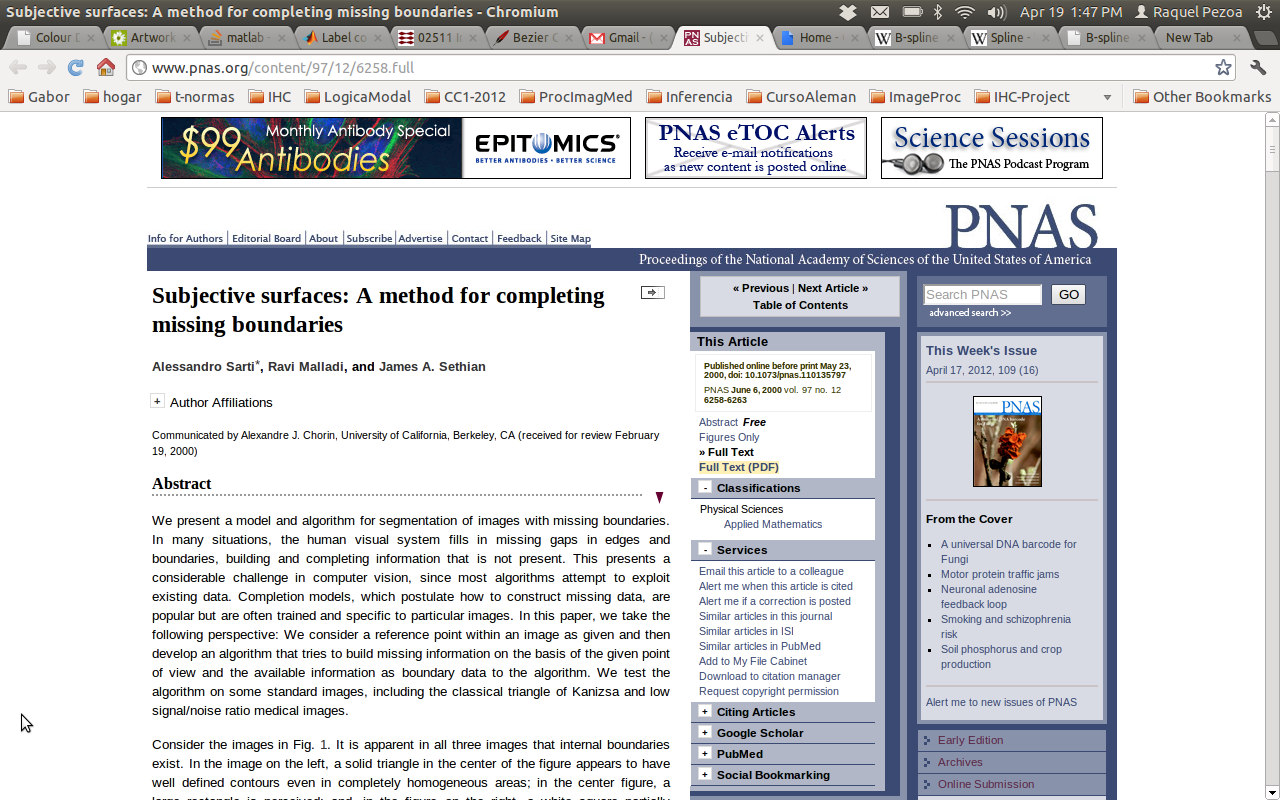 Subjective surfaces: A method for completing missing boundaries - Chromium
Apr 19 1:47 PM Raquel Pezoa
Colour D
Artwork
matlab -
Label co
02511 I
Bezier C
Gmail - (
Subjecti
Home -
B-spline
Spline -
B-spline
New Tab
www.pnas.org/content/97/12/6258.full
Gabor hogar t-normas IHC LogicaModal CC1-2012 ProcImagMed Inferencia CursoAleman ImageProc IHC-Project Other Bookmarks
$99 Monthly Antibody Special
Antibodies
EPITOMICS®
BETTER ANTIBODIES • BETTER SCIENCE
PNAS eTOC Alerts
Receive e-mail notifications
as new content is posted online
Science Sessions
The PNAS Podcast Program
PNAS
Info for Authors | Editorial Board | About | Subscribe | Advertise | Contact | Feedback | Site Map
Proceedings of the National Academy of Sciences of the United States of America
Subjective surfaces: A method for completing
missing boundaries
Alessandro Sarti*, Ravi Malladi, and James A. Sethian
+ Author Affiliations
Communicated by Alexandre J. Chorin, University of California, Berkeley, CA (received for review February
19, 2000)
Abstract
We present a model and algorithm for segmentation of images with missing boundaries.
In many situations, the human visual system fills in missing gaps in edges and
boundaries, building and completing information that is not present. This presents a
considerable challenge in computer vision, since most algorithms attempt to exploit
existing data. Completion models, which postulate how to construct missing data, are
popular but are often trained and specific to particular images. In this paper, we take the
following perspective: We consider a reference point within an image as given and then
develop an algorithm that tries to build missing information on the basis of the given point
of view and the available information as boundary data to the algorithm. We test the
algorithm on some standard images, including the classical triangle of Kanizsa and low
signal/noise ratio medical images.
Consider the images in Fig. 1. It is apparent in all three images that internal boundaries
exist. In the image on the left, a solid triangle in the center of the figure appears to have
well defined contours even in completely homogeneous areas; in the center figure, a
large rectangle is perceived; and, in the figure on the right, a white square partially
« Previous | Next Article »
Table of Contents
This Article
Published online before print May 23,
2000, doi: 10.1073/pnas.110135797
PNAS June 6, 2000 vol. 97 no. 12
6258-6263
Abstract Free
Figures Only
» Full Text
Full Text (PDF)
- Classifications
Physical Sciences
Applied Mathematics
- Services
Email this article to a colleague
Alert me when this article is cited
Alert me if a correction is posted
Similar articles in this journal
Similar articles in ISI
Similar articles in PubMed
Add to My File Cabinet
Download to citation manager
Request copyright permission
+ Citing Articles
+ Google Scholar
+ PubMed
+ Social Bookmarking
Search PNAS GO
advanced search >>
This Week's Issue
April 17, 2012, 109 (16)
PNAS
From the Cover
A universal DNA barcode for
Fungi
Motor protein traffic jams
Neuronal adenosine
feedback loop
Smoking and schizophrenia
risk
Soil phosphorus and crop
production
Alert me to new issues of PNAS
Early Edition
Archives
Online Submission